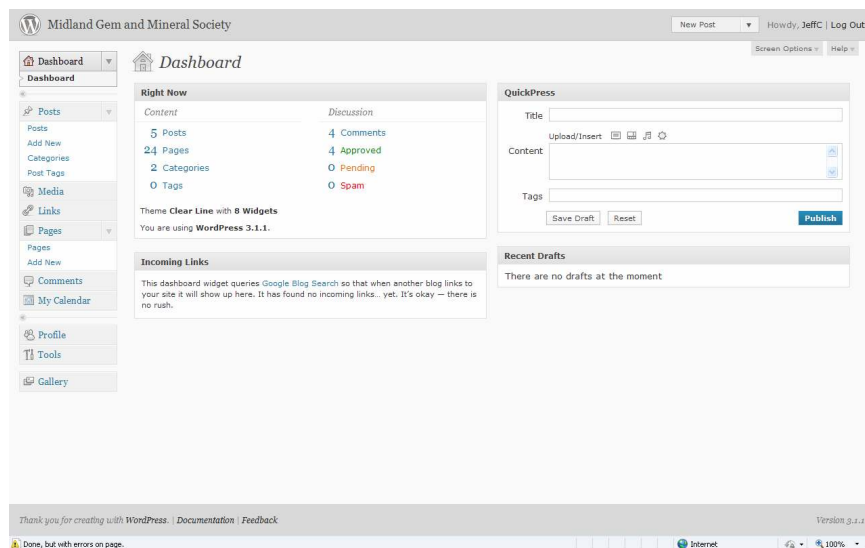 Midland Gem and Mineral Society
New Post
Howdy, JeffC | Log Out
Screen Options
Help
Dashboard
Dashboard
Posts
Posts
Add New
Categories
Post Tags
Media
Links
Pages
Pages
Add New
Comments
My Calendar
Profile
Tools
Gallery
Dashboard
Right Now
Content
Discussion
5 Posts
4 Comments
24 Pages
4 Approved
2 Categories
0 Pending
0 Tags
0 Spam
Theme Clear Line with 8 Widgets
You are using WordPress 3.1.1.
Incoming Links
This dashboard widget queries Google Blog Search so that when another blog links to
your site it will show up here. It has found no incoming links... yet. It's okay — there is
no rush.
QuickPress
Title
Upload/Insert
Content
Tags
Save Draft
Reset
Publish
Recent Drafts
There are no drafts at the moment
Thank you for creating with WordPress. | Documentation | Feedback
Version 3.1.1
Done, but with errors on page.
Internet
100%